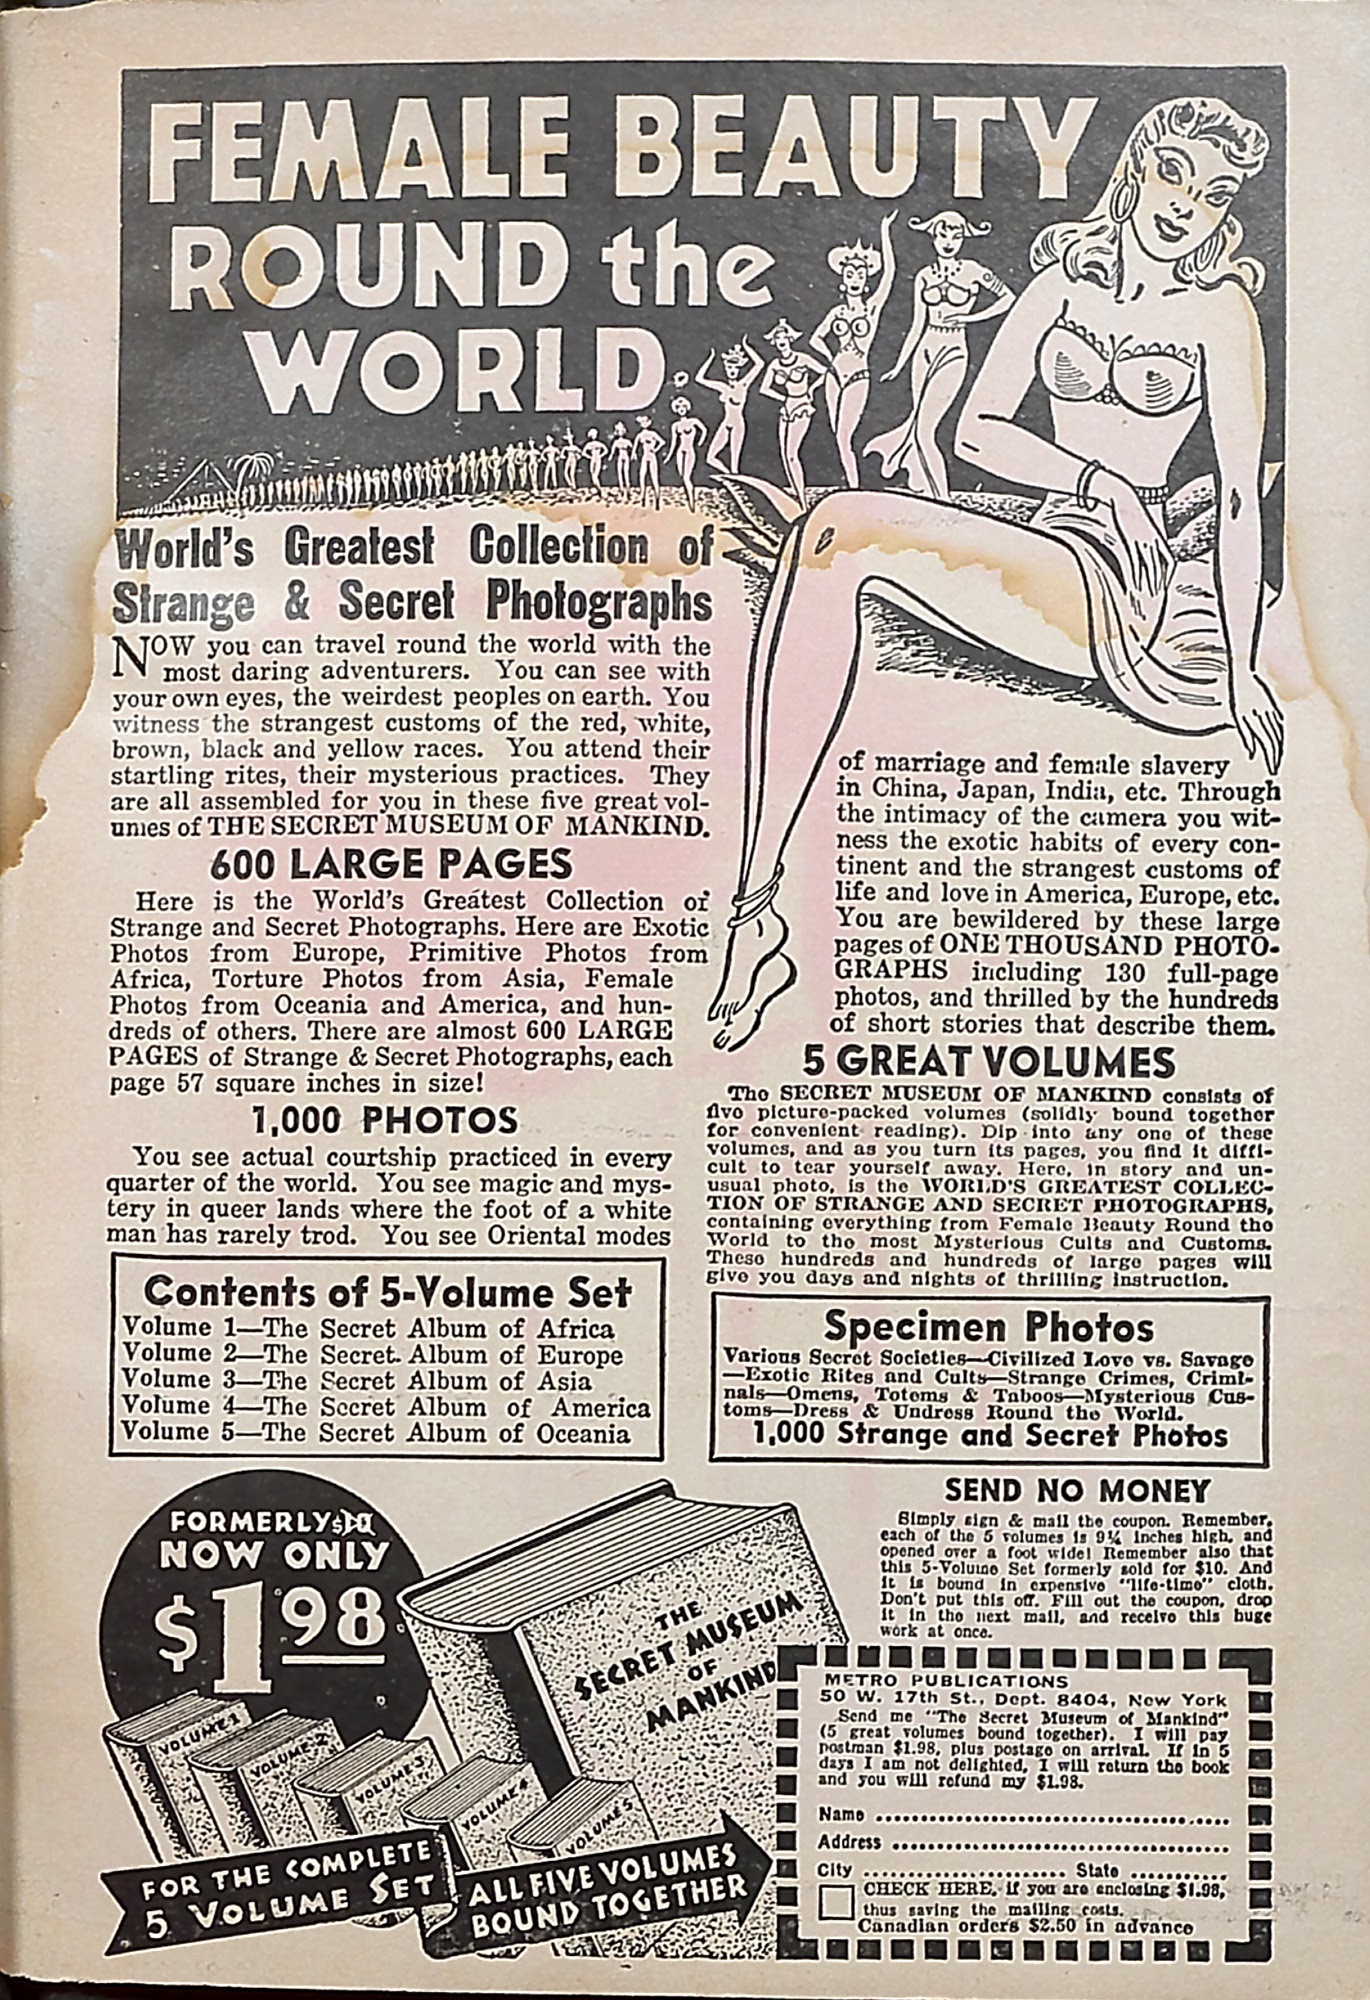 FEMALE BEAUTY
ROUND the
WORLD
World's Greatest Collection of
Strange & Secret Photographs
NOW you can travel round the world with the
most daring adventurers. You can see with
your own eyes, the weirdest peoples on earth. You
witness the strangest customs of the red, white,
brown, black and yellow races. You attend their
startling rites, their mysterious practices. They
are all assembled for you in these five great vol-
umes of THE SECRET MUSEUM OF MANKIND.
600 LARGE PAGES
Here is the World's Greatest Collection of
Strange and Secret Photographs. Here are Exotic
Photos from Europe, Primitive Photos from
Africa, Torture Photos from Asia, Female
Photos from Oceania and America, and hun-
dreds of others. There are almost 600 LARGE
PAGES of Strange & Secret Photographs, each
page 57 square inches in size!
1,000 PHOTOS
You see actual courtship practiced in every
quarter of the world. You see magic and mys-
tery in queer lands where the foot of a white
man has rarely trod. You see Oriental modes
of marriage and female slavery
in China, Japan, India, etc. Through
the intimacy of the camera you wit-
ness the exotic habits of every con-
tinent and the strangest customs of
life and love in America, Europe, etc.
You are bewildered by these large
pages of ONE THOUSAND PHOTO-
GRAPHS including 130 full-page
photos, and thrilled by the hundreds
of short stories that describe them.
5 GREAT VOLUMES
The SECRET MUSEUM OF MANKIND consists of
five picture-packed volumes (solidly bound together
for convenient reading). Dip into any one of these
volumes, and as you turn its pages, you find it diffi-
cult to tear yourself away. Here, in story and un-
usual photo, is the WORLD'S GREATEST COLLEC-
TION OF STRANGE AND SECRET PHOTOGRAPHS,
containing everything from Female Beauty Round the
World to the most Mysterious Cults and Customs.
These hundreds and hundreds of large pages will
give you days and nights of thrilling instruction.
Contents of 5-Volume Set
Volume 1—The Secret Album of Africa
Volume 2—The Secret Album of Europe
Volume 3—The Secret Album of Asia
Volume 4—The Secret Album of America
Volume 5—The Secret Album of Oceania
Specimen Photos
Various Secret Societies—Civilized Love vs. Savage
—Exotic Rites and Cults—Strange Crimes, Crimi-
nals—Omens, Totems & Taboos—Mysterious Cus-
toms—Dress & Undress Round the World.
1,000 Strange and Secret Photos
FORMERLY $10
NOW ONLY
$1.98
VOLUME 1
VOLUME 2
VOLUME 3
VOLUME 4
VOLUME 5
THE
SECRET MUSEUM
OF
MANKIND
FOR THE COMPLETE
5 VOLUME SET
ALL FIVE VOLUMES
BOUND TOGETHER
SEND NO MONEY
Simply sign & mail the coupon. Remember,
each of the 5 volumes is 9¼ inches high, and
opened over a foot wide! Remember also that
this 5-Volume Set formerly sold for $10. And
it is bound in expensive "life-time" cloth.
Don't put this off. Fill out the coupon, drop
it in the next mail, and receive this huge
work at once.
METRO PUBLICATIONS
50 W. 17th St., Dept. 8404, New York
Send me "The Secret Museum of Mankind"
(5 great volumes bound together). I will pay
postman $1.98, plus postage on arrival. If in 5
days I am not delighted, I will return the book
and you will refund my $1.98.
Name
Address
City State
CHECK HERE, if you are enclosing $1.98,
thus saving the mailing costs.
Canadian orders $2.50 in advance